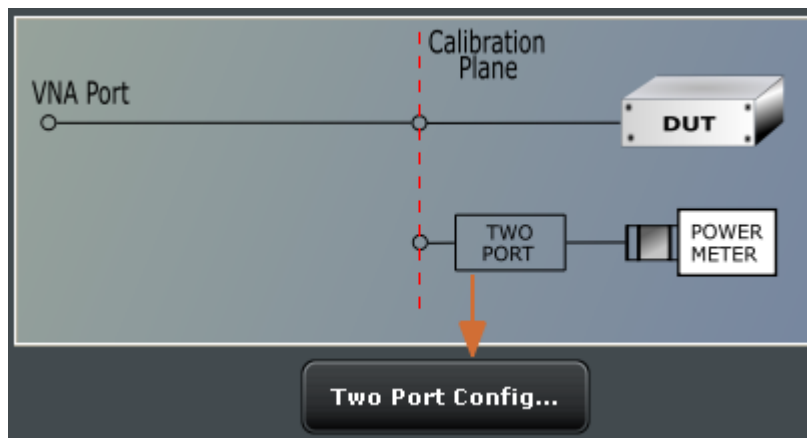 Calibration
Plane
VNA Port
DUT
TWO
PORT
POWER
METER
Two Port Config...